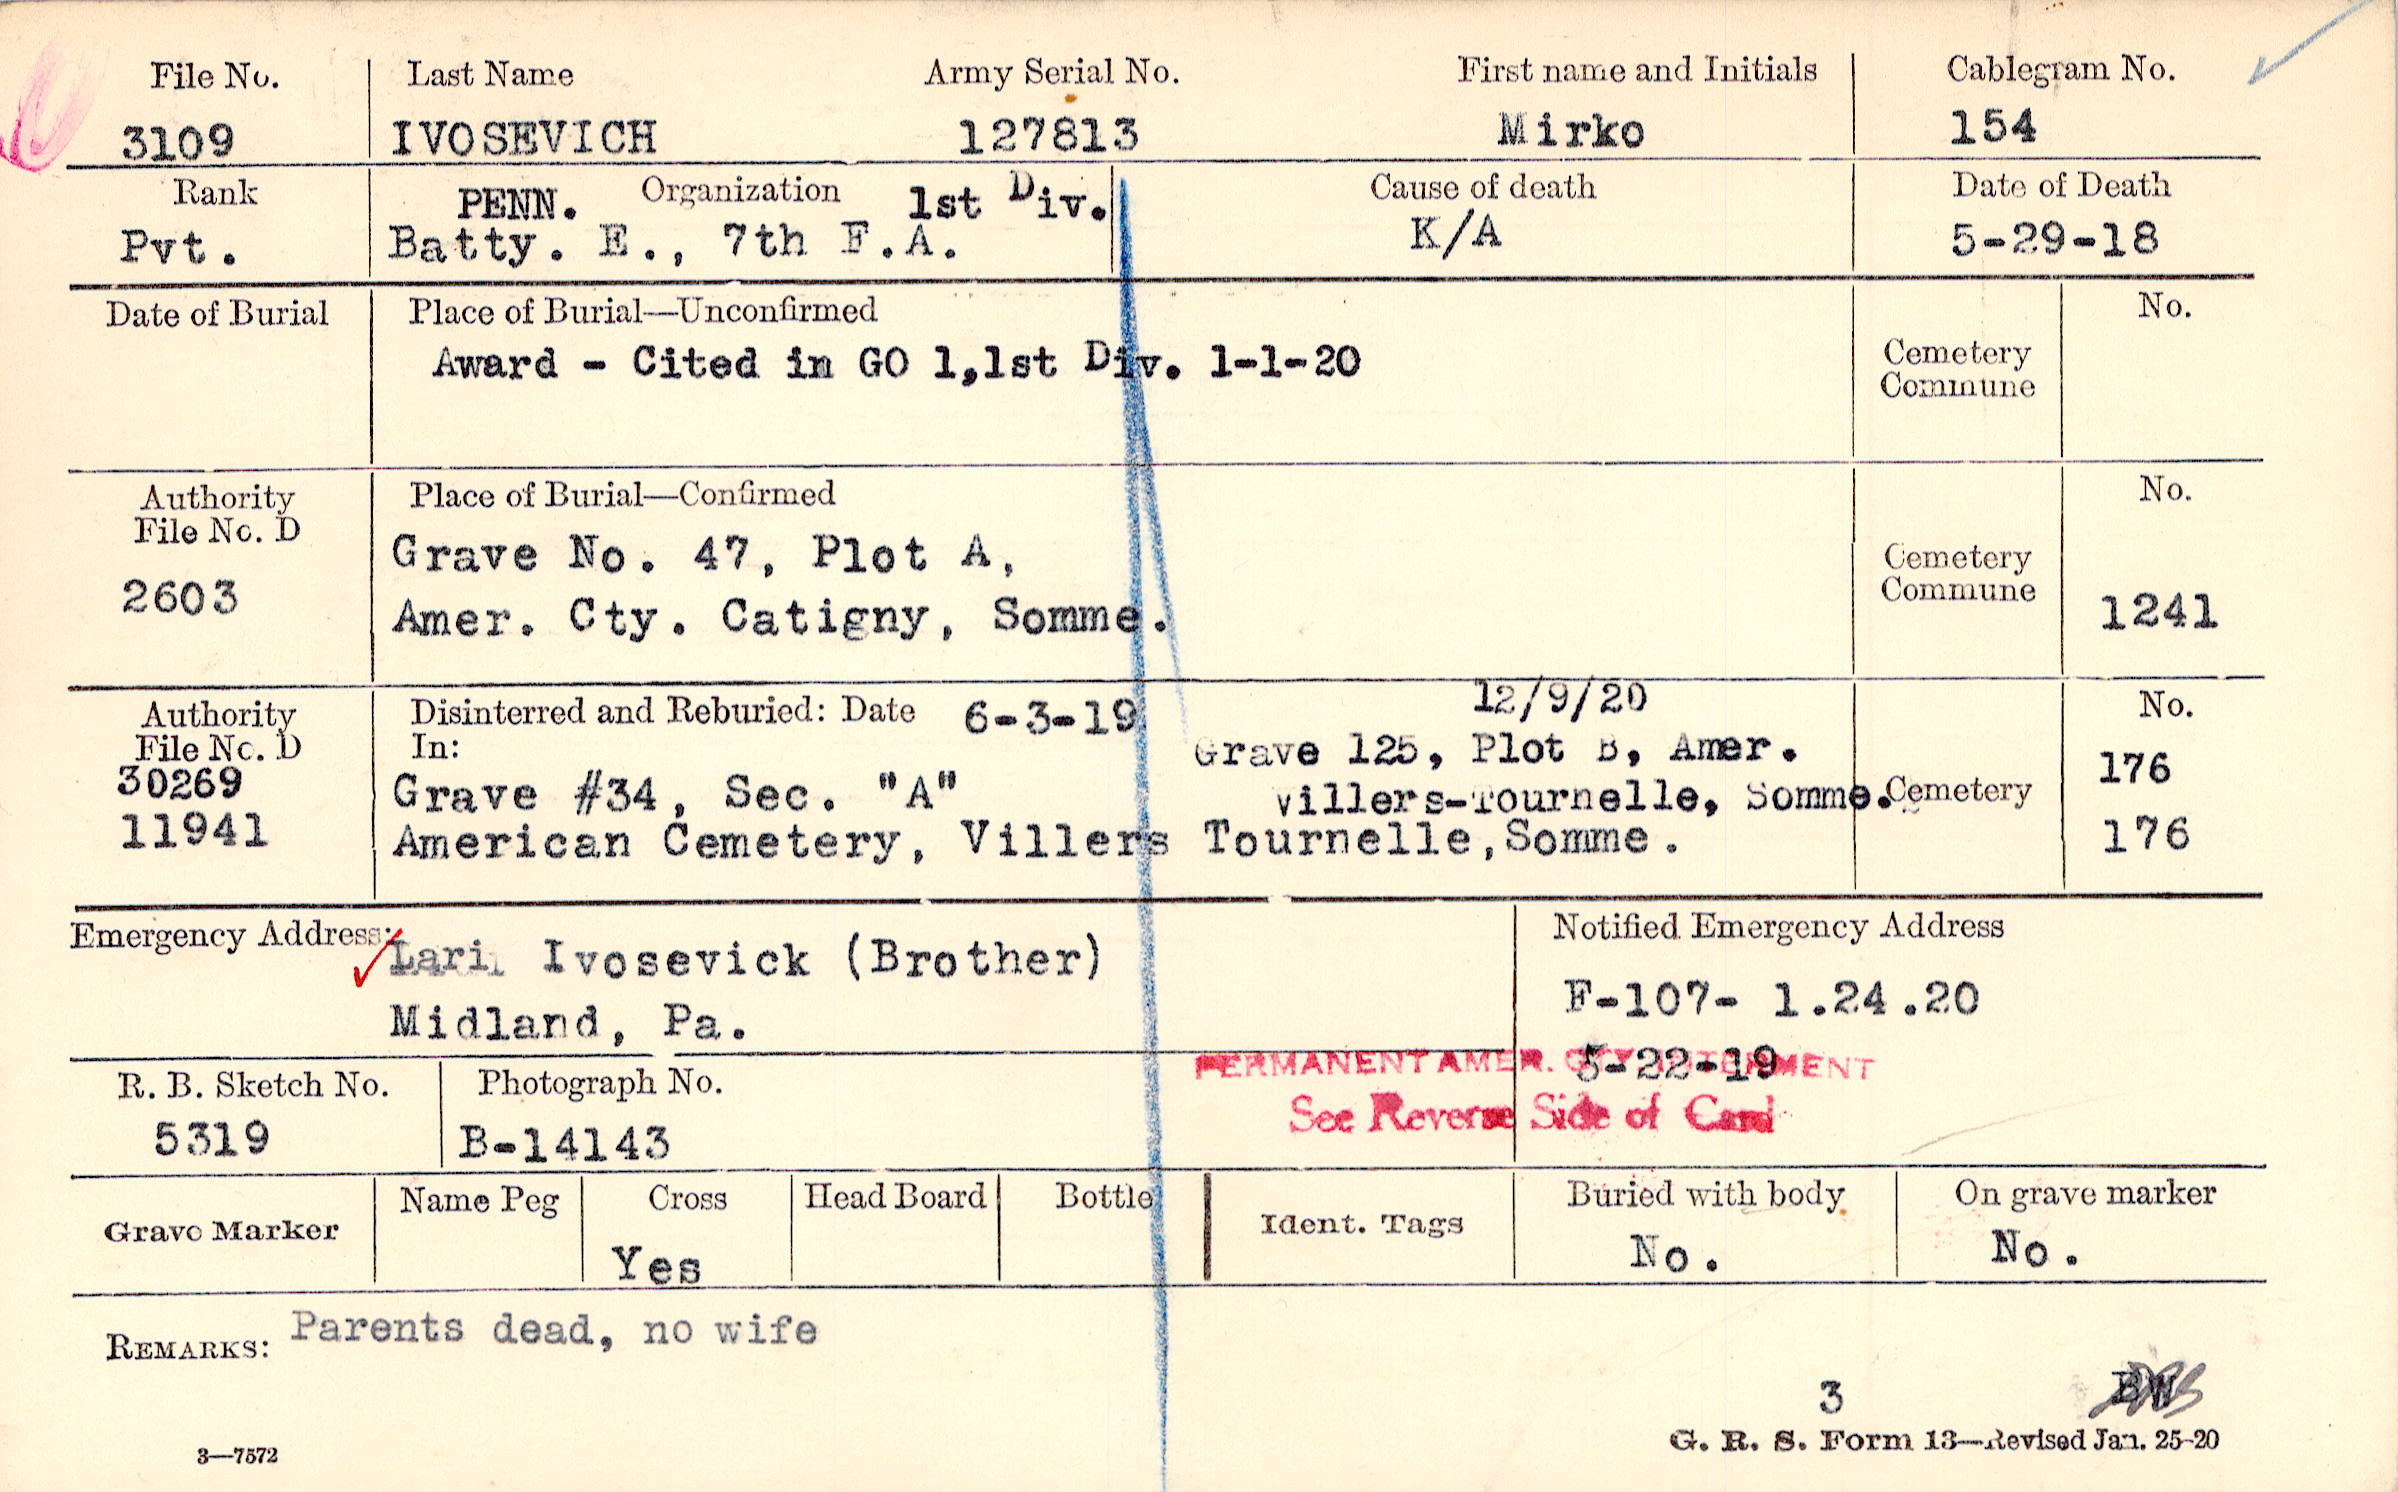 File No. Last Name Army Serial No. First name and Initials Cablegram No.
3109 IVOSEVICH 127813 Mirko 154
Rank PENN. Organization 1st Div. Cause of death Date of Death
Pvt. Batty. E., 7th F.A. K/A 5-29-18
Date of Burial Place of Burial—Unconfirmed No.
Award - Cited in GO 1,1st Div. 1-1-20
Cemetery
Commune
Authority Place of Burial—Confirmed No.
File No. D
Grave No. 47, Plot A,
Cemetery
Commune
2603 Amer. Cty. Catigny, Somme. 1241
Authority Disinterred and Reburied: Date 6-3-19 12/9/20 No.
File No. D In: Grave 125, Plot B, Amer.
30269 Grave #34, Sec. "A" Villers-Tournelle, Somme. Cemetery 176
11941 American Cemetery, Villers Tournelle,Somme. 176
Emergency Address: Notified Emergency Address
Ivosevick (Brother)
Midland, Pa. F-107- 1.24.20
5-22-19
PERMANENT AMER. CTY. INTERMENT
See Reverse Side of Card
R. B. Sketch No. Photograph No.
5319 B-14143
Grave Marker Name Peg Cross Head Board Bottle Ident. Tags Buried with body On grave marker
Yes No. No.
REMARKS: Parents dead, no wife
3 BW
3—7572 G. R. S. Form 13—Revised Jan. 25-20